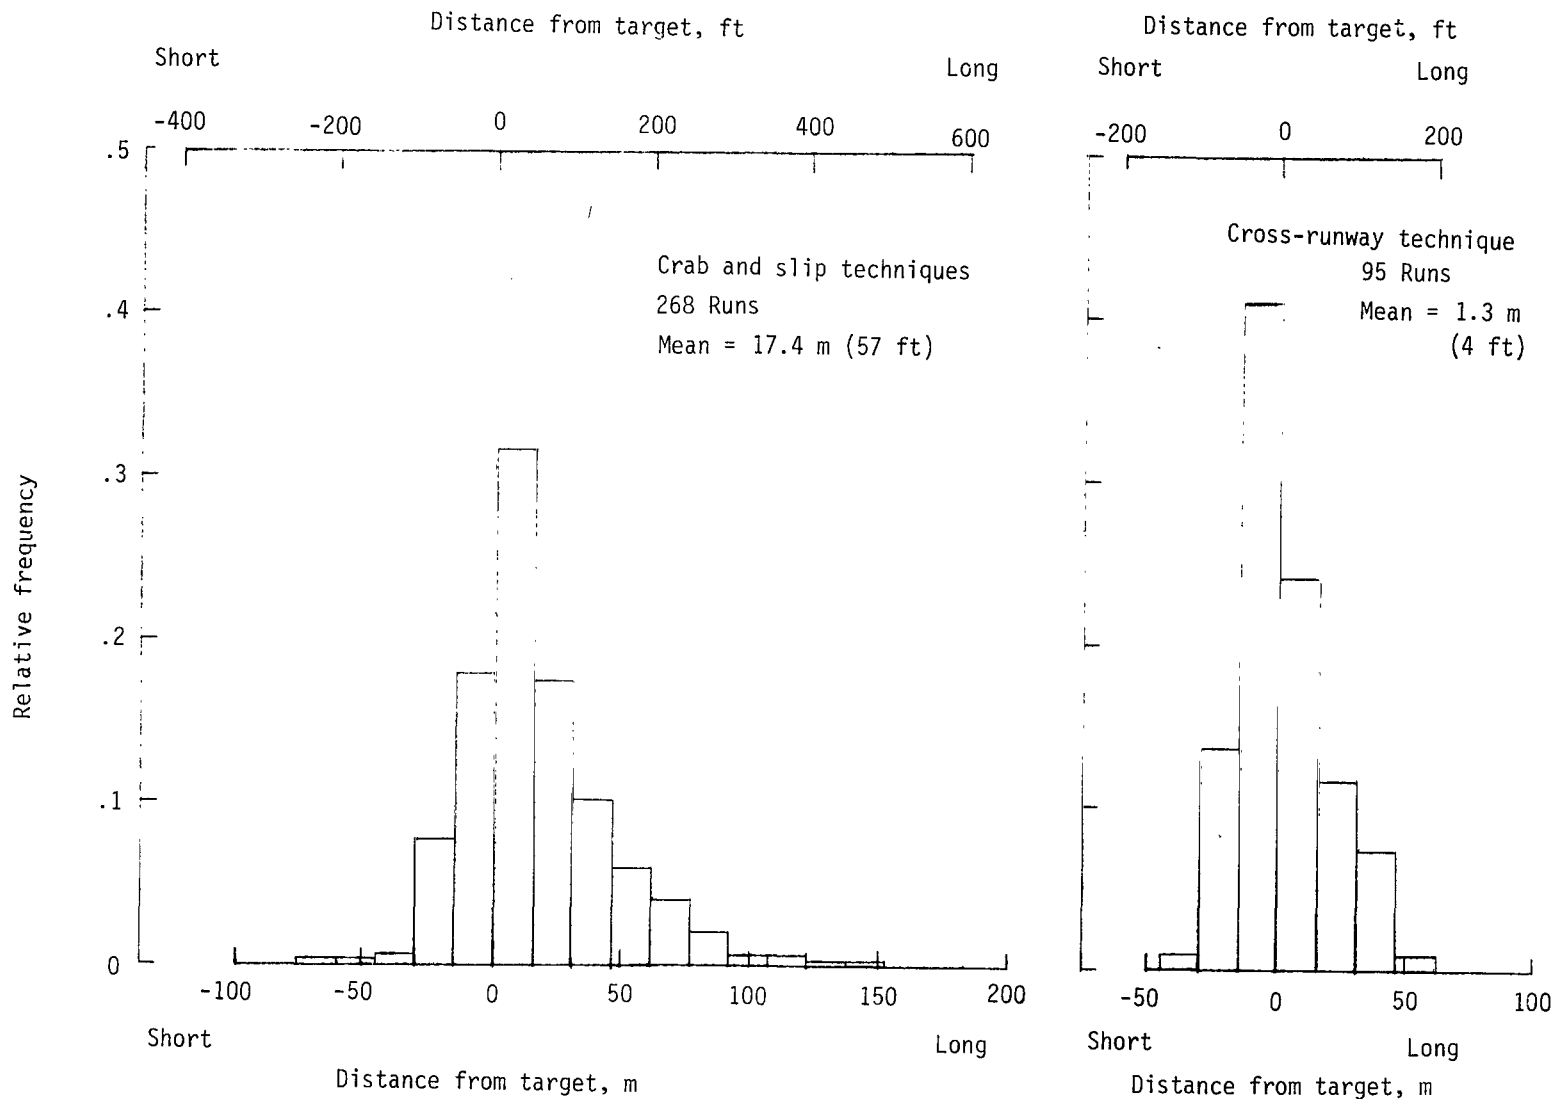 Distance from target, ft
Short
Long
-400 -200 0 200 400 600
Crab and slip techniques
268 Runs
Mean = 17.4 m (57 ft)
Relative frequency
.5
.4
.3
.2
.1
0
-100 -50 0 50 100 150 200
Short
Long
Distance from target, m
Distance from target, ft
Short
Long
-200 0 200
Cross-runway technique
95 Runs
Mean = 1.3 m
(4 ft)
-50 0 50 100
Short
Long
Distance from target, m